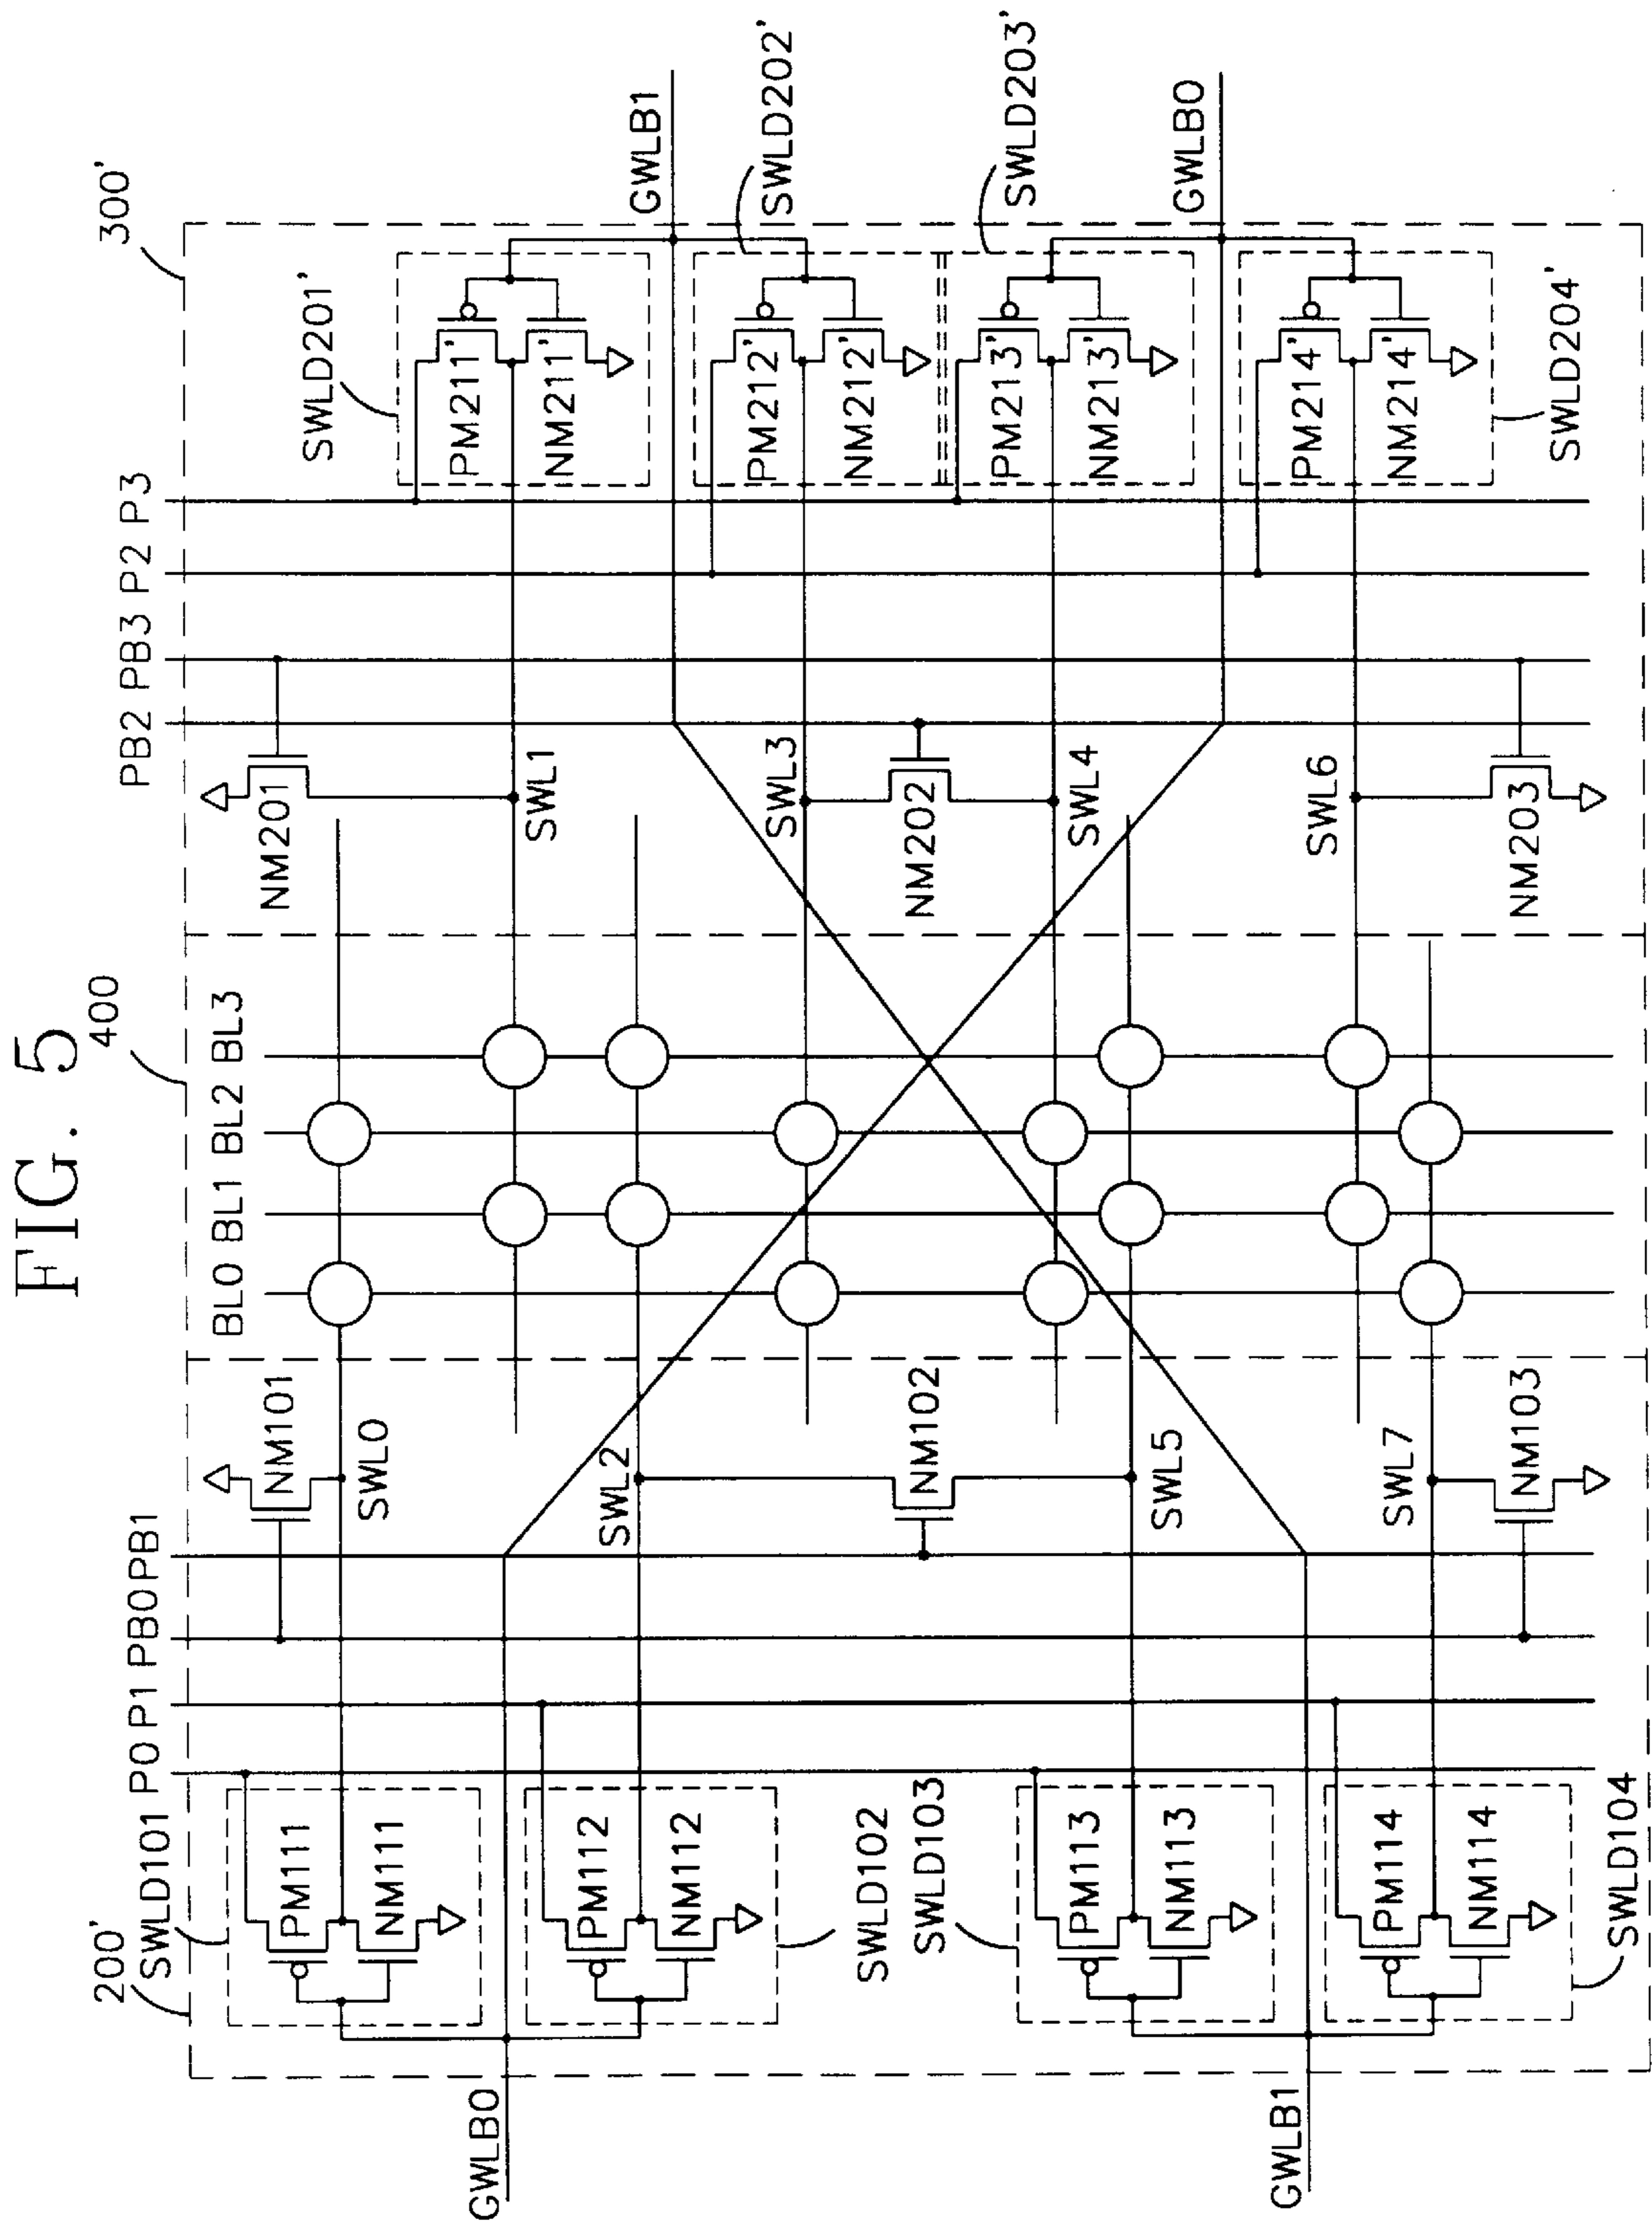 FIG. 5
200'
400
300'
SWLD101
P0 P1 PB0 PB1
BL0 BL1 BL2 BL3
PB2 PB3 P2 P3
SWLD201'
NM101
NM201
PM111
NM111
SWL0
PM211'
NM211'
SWL1
GWLB0
GWLB1
PM112
NM112
SWL2
SWLD102
SWLD202'
PM212'
NM212'
SWL3
NM102
NM202
SWLD103
SWLD203'
PM213'
NM213'
SWL4
PM113
NM113
SWL5
GWLB1
GWLB0
PM214'
NM214'
SWL6
PM114
NM114
SWL7
NM103
NM203
SWLD104
SWLD204'